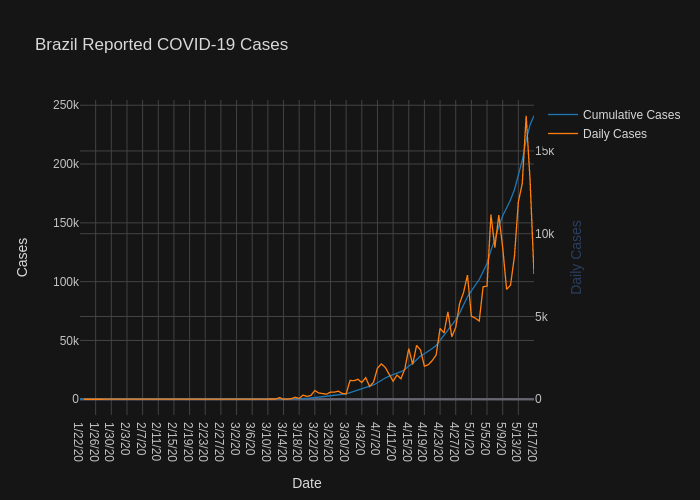 Brazil Reported COVID-19 Cases
Cumulative Cases
Daily Cases
250k
200k
150k
100k
50k
0
15k
10k
5k
0
Cases
Daily Cases
1/22/20
1/26/20
1/30/20
2/3/20
2/7/20
2/11/20
2/15/20
2/19/20
2/23/20
2/27/20
3/2/20
3/6/20
3/10/20
3/14/20
3/18/20
3/22/20
3/26/20
3/30/20
4/3/20
4/7/20
4/11/20
4/15/20
4/19/20
4/23/20
4/27/20
5/1/20
5/5/20
5/9/20
5/13/20
5/17/20
Date